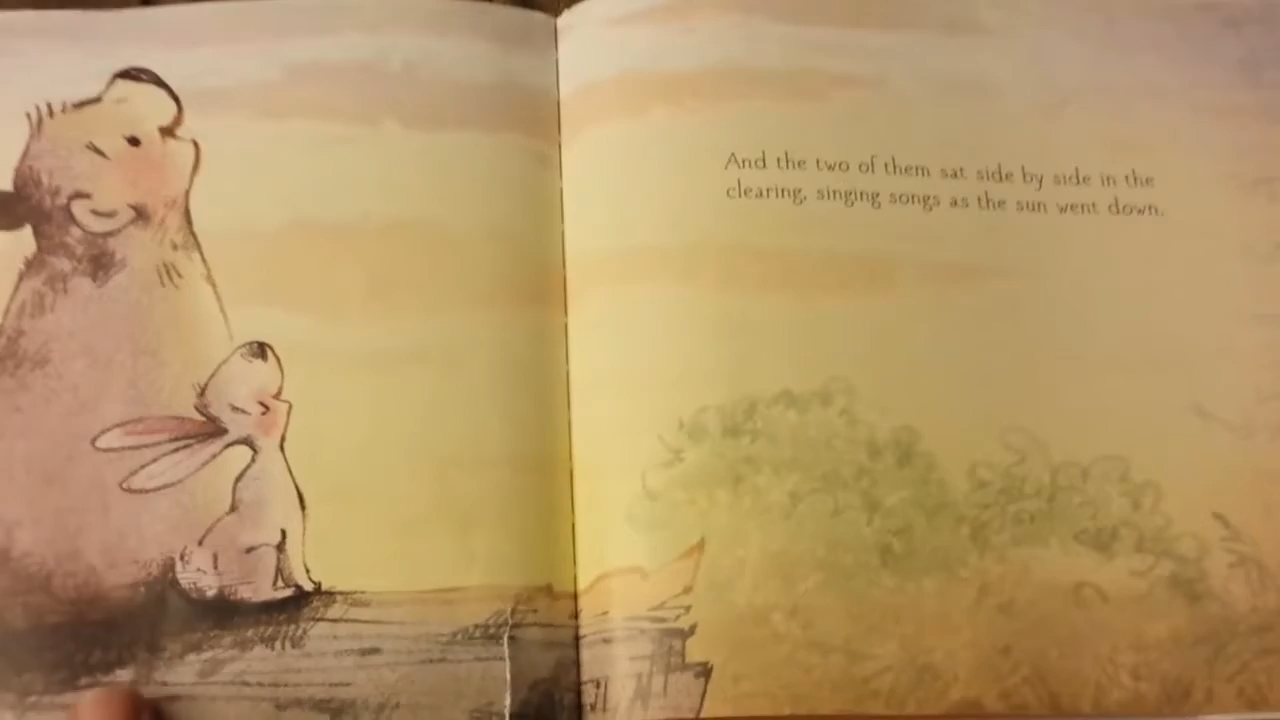 And the two of them sat side by side in the
clearing, singing songs as the sun went down.